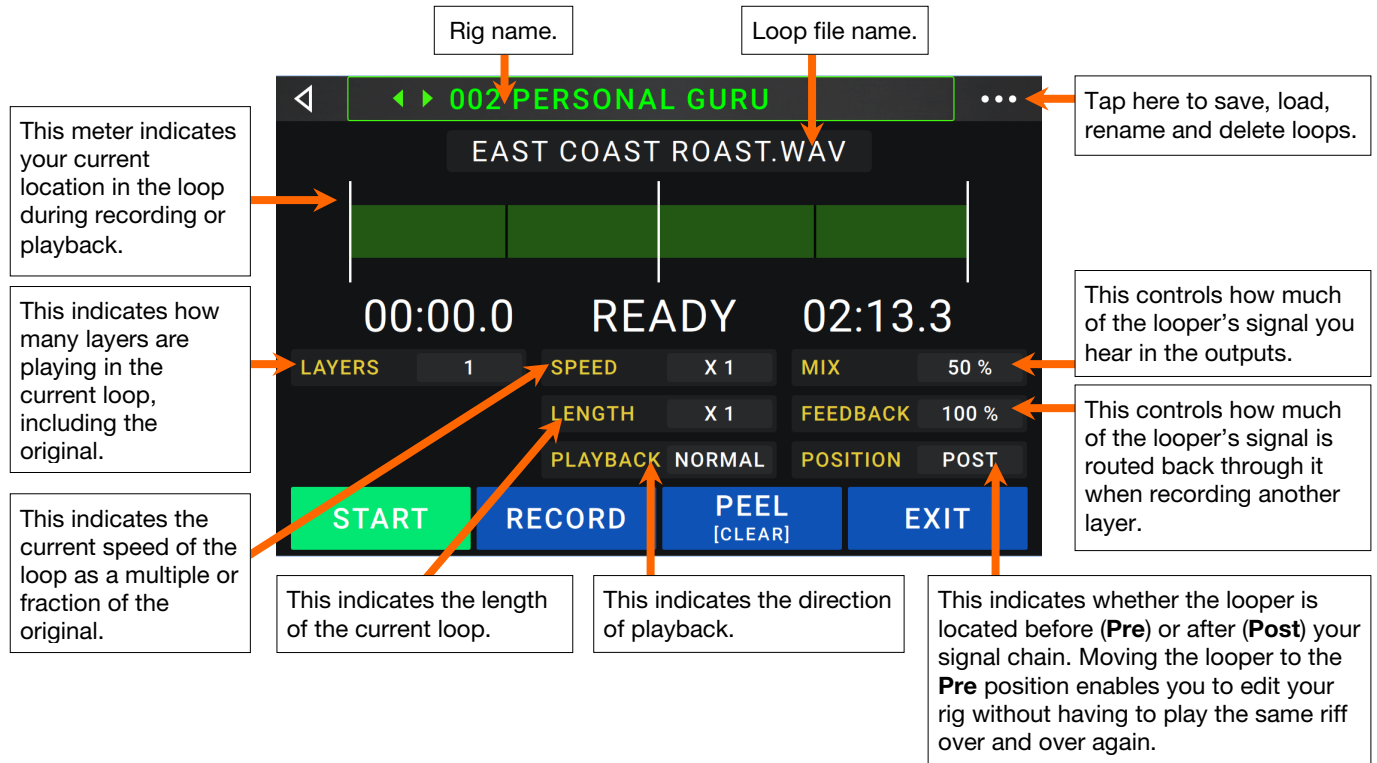 Rig name.
Loop file name.
002 PERSONAL GURU
Tap here to save, load,
rename and delete loops.
This meter indicates
your current
location in the loop
during recording or
playback.
EAST COAST ROAST.WAV
00:00.0 READY 02:13.3
This indicates how
many layers are
playing in the
current loop,
including the
original.
This controls how much
of the looper’s signal you
hear in the outputs.
LAYERS 1 SPEED X 1 MIX 50 %
LENGTH X 1 FEEDBACK 100 %
PLAYBACK NORMAL POSITION POST
This controls how much
of the looper’s signal is
routed back through it
when recording another
layer.
START RECORD PEEL EXIT
[CLEAR]
This indicates the
current speed of the
loop as a multiple or
fraction of the
original.
This indicates the length
of the current loop.
This indicates the direction
of playback.
This indicates whether the looper is
located before (Pre) or after (Post) your
signal chain. Moving the looper to the
Pre position enables you to edit your
rig without having to play the same riff
over and over again.